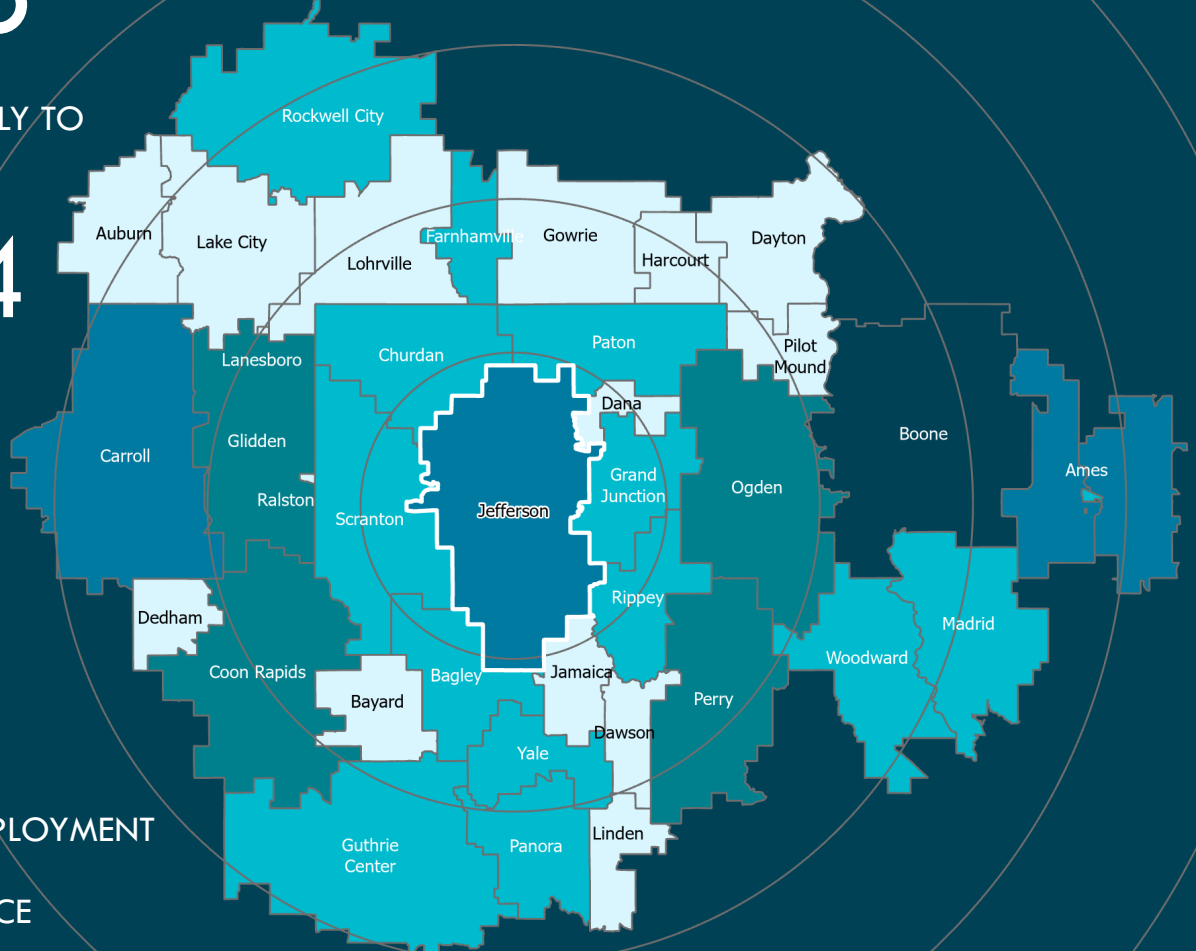 LY TO
4
PLOYMENT
CE
Rockwell City
Auburn
Lake City
Lohrville
Farnhamville
Gowrie
Harcourt
Dayton
Lanesboro
Churdan
Paton
Pilot
Mound
Dana
Glidden
Carroll
Boone
Ralston
Scranton
Jefferson
Grand
Junction
Ogden
Ames
Dedham
Rippey
Madrid
Coon Rapids
Bayard
Bagley
Jamaica
Woodward
Perry
Dawson
Yale
Guthrie
Center
Panora
Linden